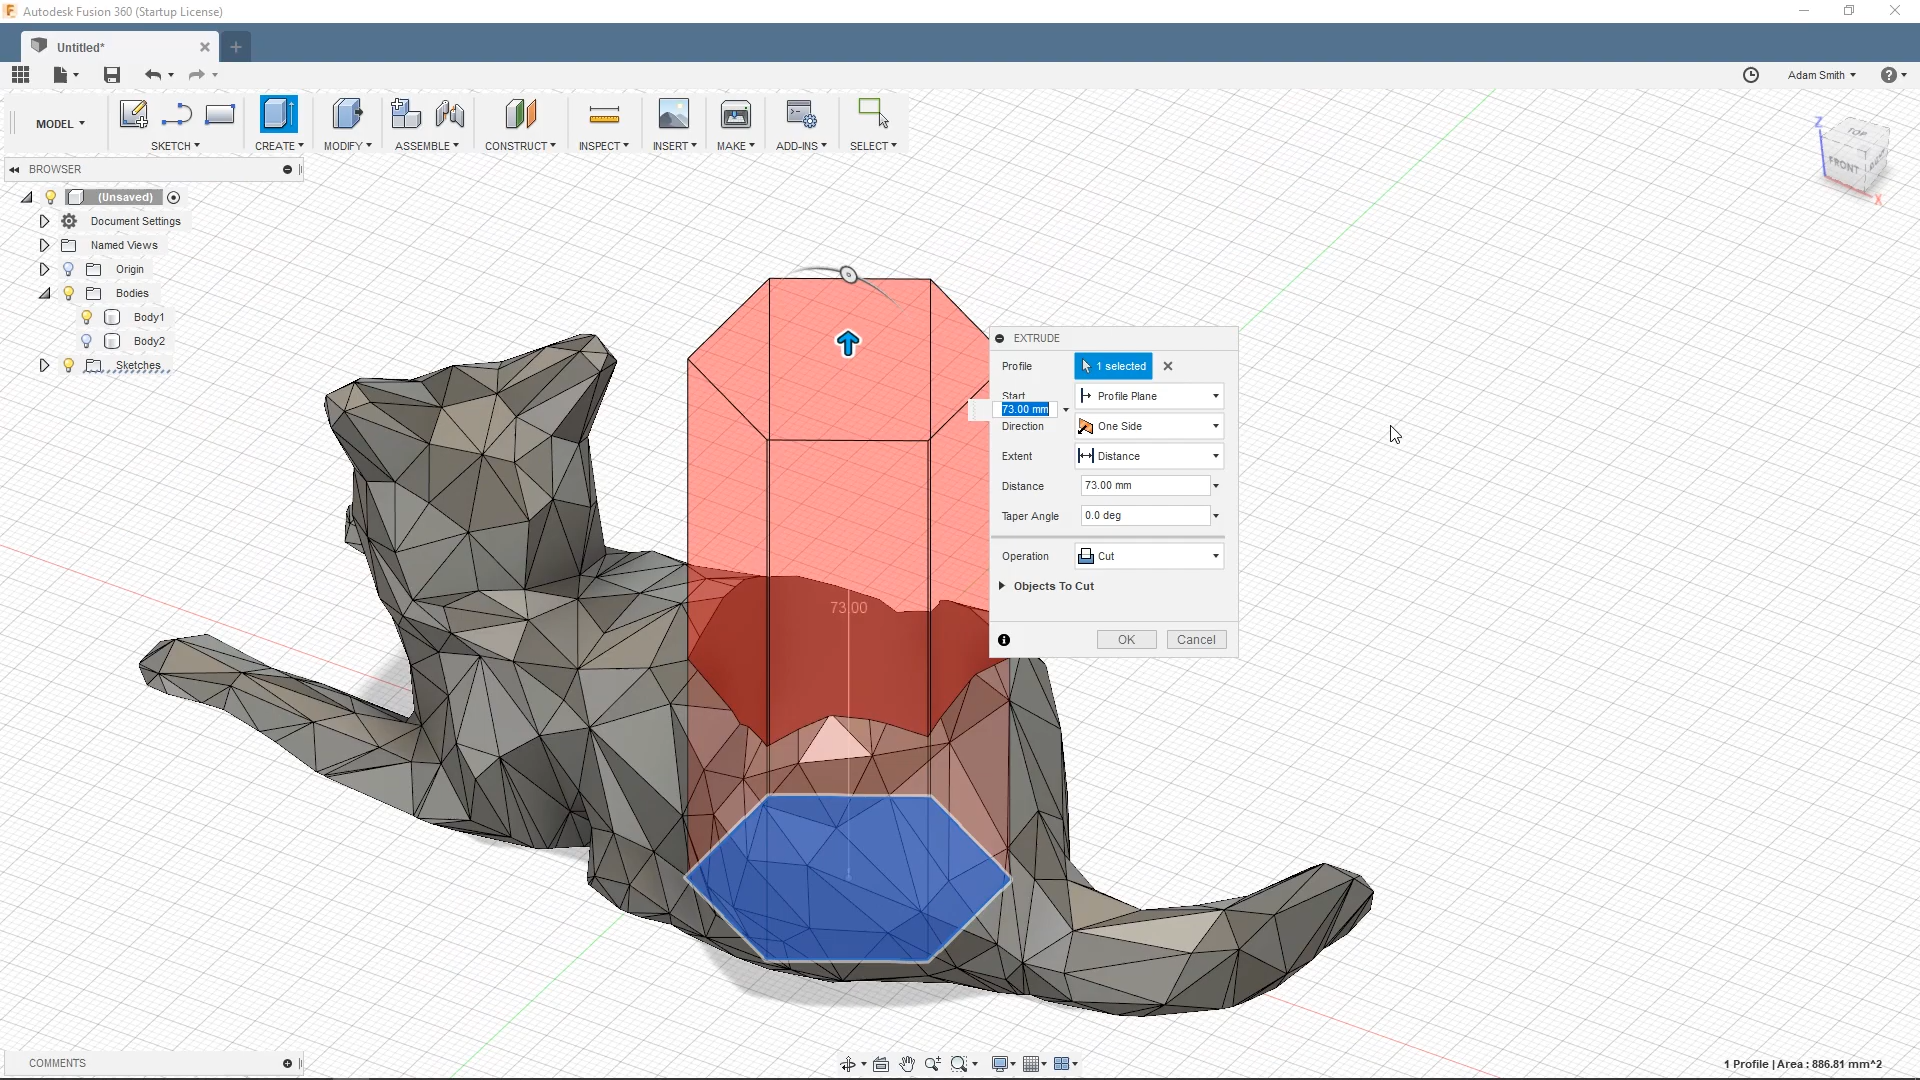 Autodesk Fusion 360 (Startup License)
Untitled*
Adam Smith
MODEL
SKETCH
CREATE
MODIFY
ASSEMBLE
CONSTRUCT
INSPECT
INSERT
MAKE
ADD-INS
SELECT
BROWSER
(Unsaved)
Document Settings
Named Views
Origin
Bodies
Body1
Body2
Sketches
Z
TOP
FRONT
X
EXTRUDE
Profile
1 selected
Start
Profile Plane
73.00 mm
Direction
One Side
Extent
Distance
Distance
73.00 mm
Taper Angle
0.0 deg
Operation
Cut
Objects To Cut
OK
Cancel
73.00
COMMENTS
1 Profile | Area : 886.81 mm^2